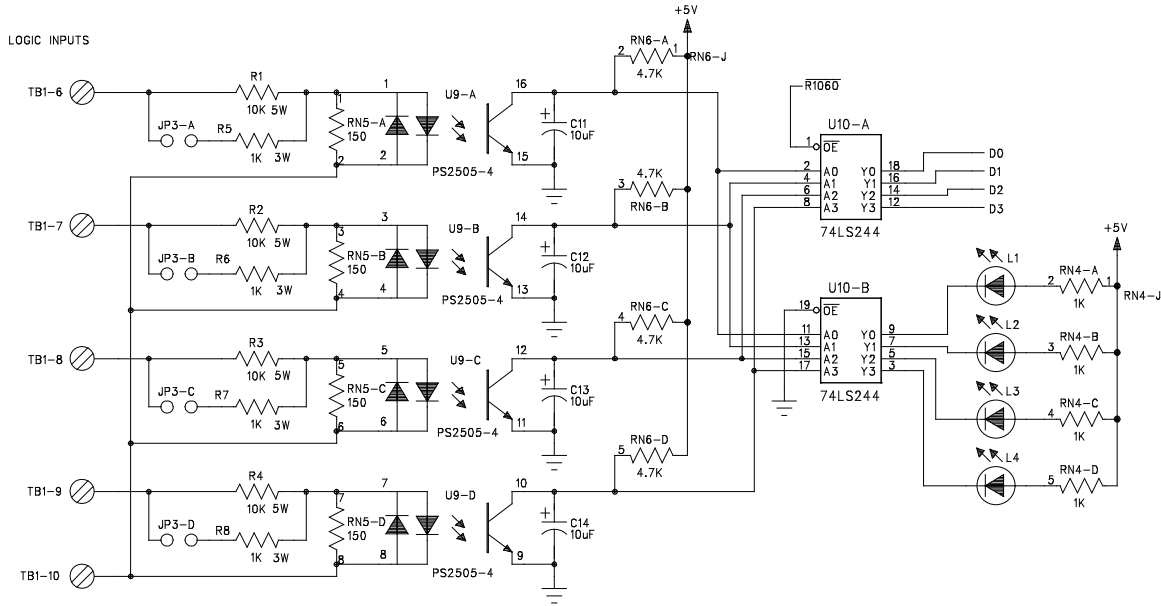 +5V
LOGIC INPUTS
RN6-A
2
1
RN6-J
4.7K
TB1-6
R1
10K 5W
JP3-A
R5
1K 3W
1
RN5-A
150
2
1
2
U9-A
PS2505-4
16
15
C11
10uF
R1060
U10-A
1
OE
2 A0 Y0 18 D0
4 A1 Y1 16 D1
6 A2 Y2 14 D2
8 A3 Y3 12 D3
74LS244
4.7K
3
RN6-B
TB1-7
R2
10K 5W
JP3-B
R6
1K 3W
3
RN5-B
150
4
3
4
U9-B
PS2505-4
14
13
C12
10uF
+5V
L1
2
RN4-A
1
1K
RN4-J
U10-B
19
OE
11 A0 Y0 9
13 A1 Y1 7
15 A2 Y2 5
17 A3 Y3 3
74LS244
L2
3
RN4-B
1K
RN6-C
4
4.7K
TB1-8
R3
10K 5W
JP3-C
R7
1K 3W
5
RN5-C
150
6
5
6
U9-C
PS2505-4
12
11
C13
10uF
L3
4
RN4-C
1K
RN6-D
5
4.7K
L4
5
RN4-D
1K
TB1-9
R4
10K 5W
JP3-D
R8
1K 3W
7
RN5-D
150
8
7
8
U9-D
PS2505-4
10
9
C14
10uF
TB1-10